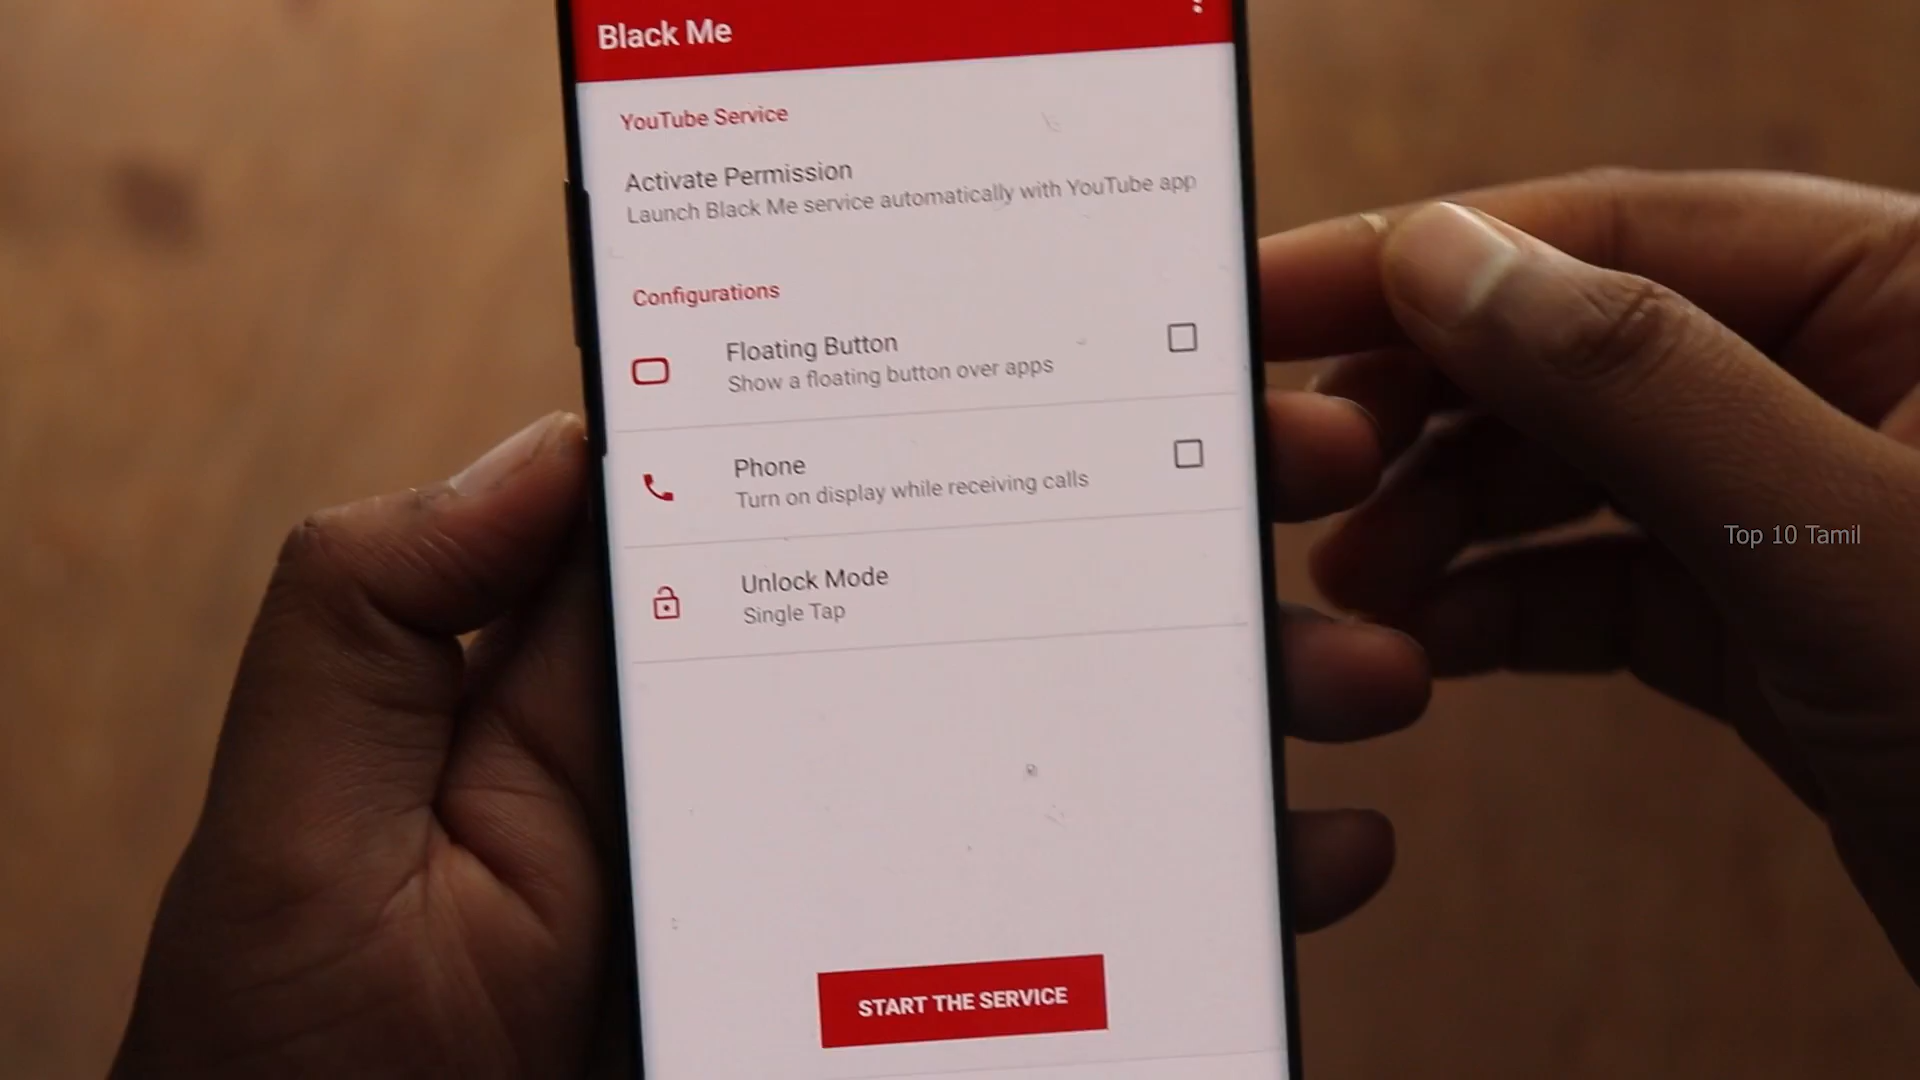 Black Me
YouTube Service
Activate Permission
Launch Black Me service automatically with YouTube app
Configurations
Floating Button
Show a floating button over apps
Phone
Turn on display while receiving calls
Unlock Mode
Single Tap
START THE SERVICE
Top 10 Tamil